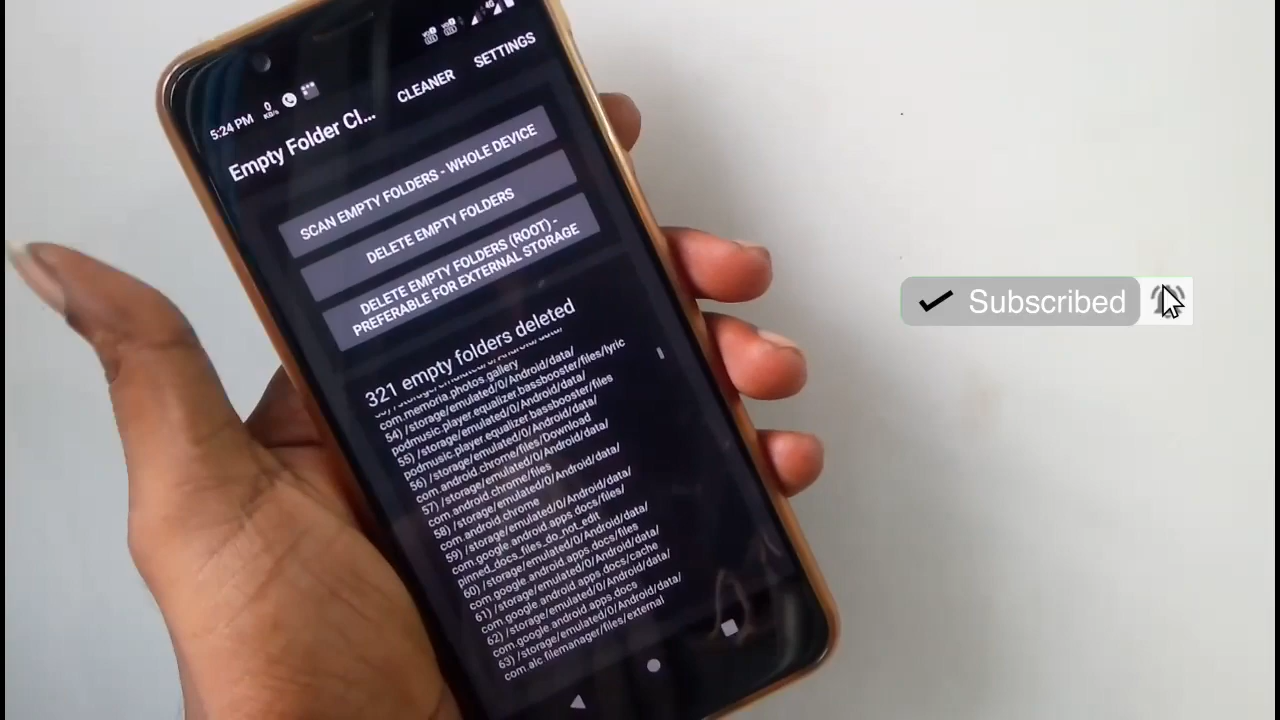 5:24 PM
0
KB/s
4G
Empty Folder Cl...
CLEANER
SETTINGS
SCAN EMPTY FOLDERS - WHOLE DEVICE
DELETE EMPTY FOLDERS
DELETE EMPTY FOLDERS (ROOT) -
PREFERABLE FOR EXTERNAL STORAGE
321 empty folders deleted
com.memoria.photos.gallery
54) /storage/emulated/0/Android/data/
podmusic.player.equalizer.bassbooster/files/lyric
55) /storage/emulated/0/Android/data/
podmusic.player.equalizer.bassbooster/files
56) /storage/emulated/0/Android/data/
com.android.chrome/files/Download
57) /storage/emulated/0/Android/data/
com.android.chrome/files
58) /storage/emulated/0/Android/data/
com.android.chrome
59) /storage/emulated/0/Android/data/
com.google.android.apps.docs/files/
pinned_docs_files_do_not_edit
60) /storage/emulated/0/Android/data/
com.google.android.apps.docs/files
61) /storage/emulated/0/Android/data/
com.google.android.apps.docs/cache
62) /storage/emulated/0/Android/data/
com.google.android.apps.docs
63) /storage/emulated/0/Android/data/
com.alc.filemanager/files/external
Subscribed